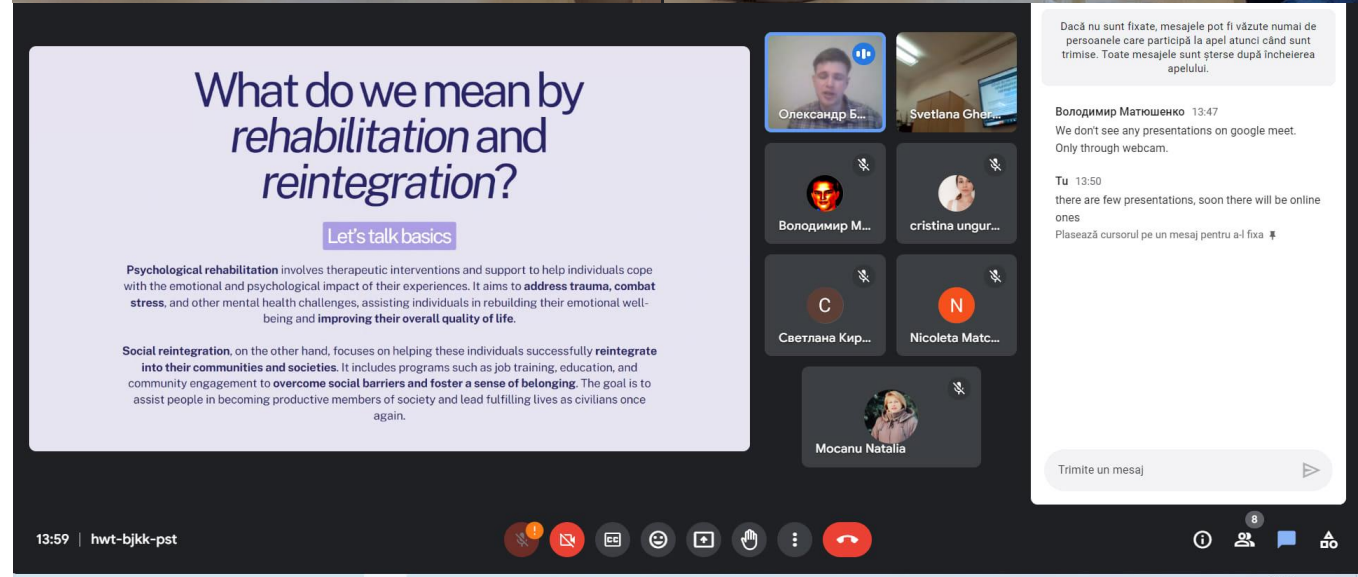 What do we mean by
rehabilitation and
reintegration?
Let's talk basics
Psychological rehabilitation involves therapeutic interventions and support to help individuals cope
with the emotional and psychological impact of their experiences. It aims to address trauma, combat
stress, and other mental health challenges, assisting individuals in rebuilding their emotional well-
being and improving their overall quality of life.
Social reintegration, on the other hand, focuses on helping these individuals successfully reintegrate
into their communities and societies. It includes programs such as job training, education, and
community engagement to overcome social barriers and foster a sense of belonging. The goal is to
assist people in becoming productive members of society and lead fulfilling lives as civilians once
again.
Олександр Б...
Svetlana Gher...
Володимир М...
cristina ungur...
С
Светлана Кир...
N
Nicoleta Matc...
Mocanu Natalia
Dacă nu sunt fixate, mesajele pot fi văzute numai de
persoanele care participă la apel atunci când sunt
trimise. Toate mesajele sunt șterse după încheierea
apelului.
Володимир Матюшенко 13:47
We don't see any presentations on google meet.
Only through webcam.
Tu 13:50
there are few presentations, soon there will be online
ones
Plasează cursorul pe un mesaj pentru a-l fixa
Trimite un mesaj
13:59 | hwt-bjkk-pst
CC
8